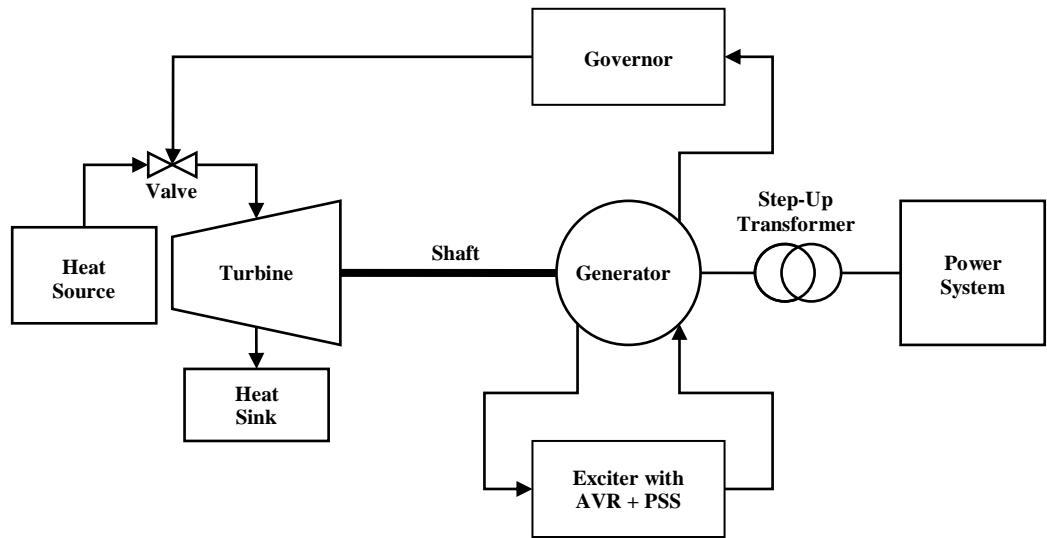 Governor
Valve
Step-Up
Transformer
Heat
Source
Turbine
Shaft
Generator
Power
System
Heat
Sink
Exciter with
AVR + PSS